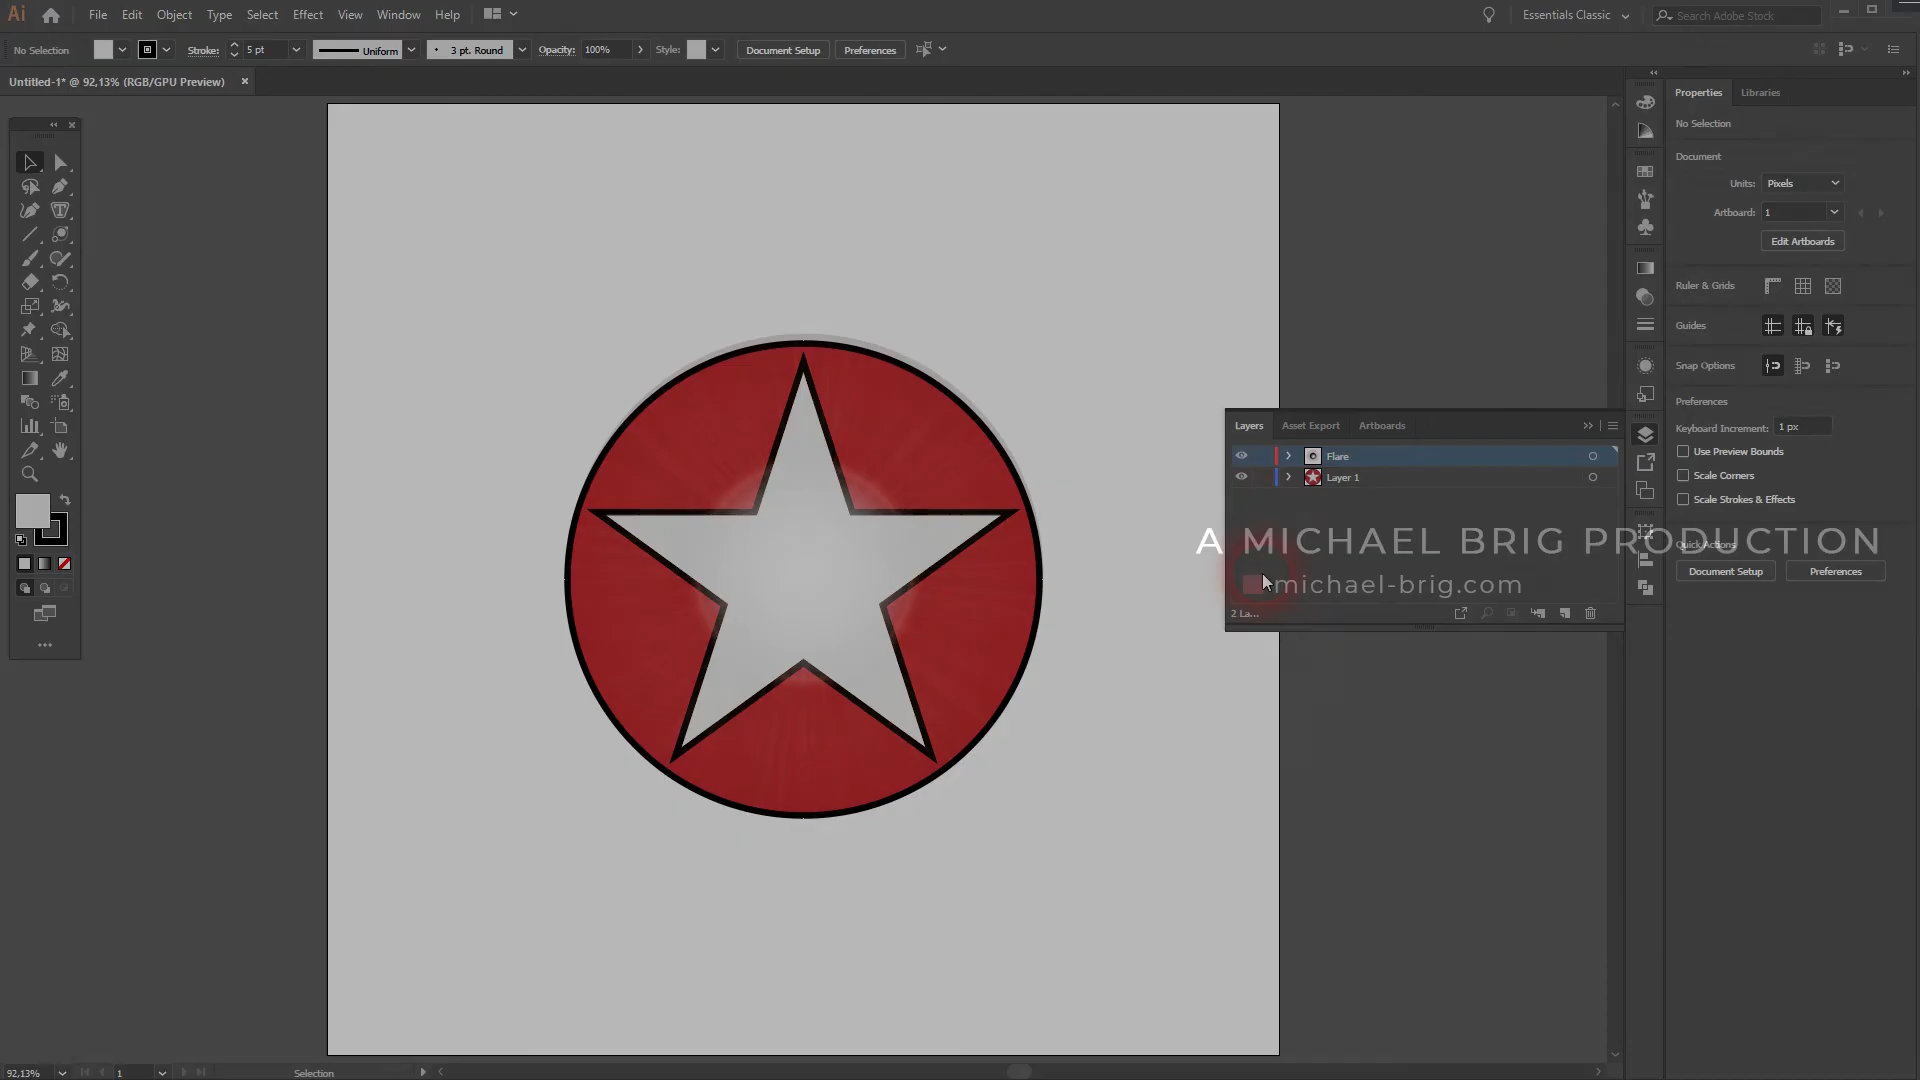 Ai File Edit Object Type Select Effect View Window Help Essentials Classic Search Adobe Stock
No Selection Stroke: 5 pt Uniform 3 pt. Round Opacity: 100% Style: Document Setup Preferences
Untitled-1* @ 92,13% (RGB/GPU Preview)
Properties Libraries
No Selection
Document
Units: Pixels
Artboard: 1
Edit Artboards
Ruler & Grids
Guides
Snap Options
Preferences
Keyboard Increment: 1 px
Use Preview Bounds
Scale Corners
Scale Strokes & Effects
Quick Actions
Document Setup Preferences
Layers Asset Export Artboards
Flare
Layer 1
A MICHAEL BRIG PRODUCTION
michael-brig.com
2 La...
92,13% 1 Selection